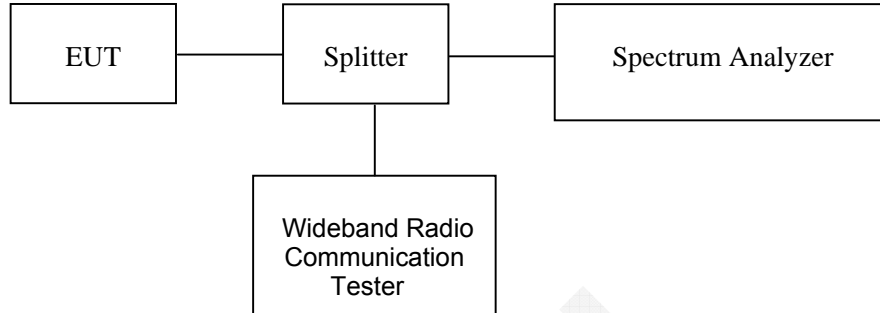 EUT
Splitter
Spectrum Analyzer
Wideband Radio
Communication
Tester